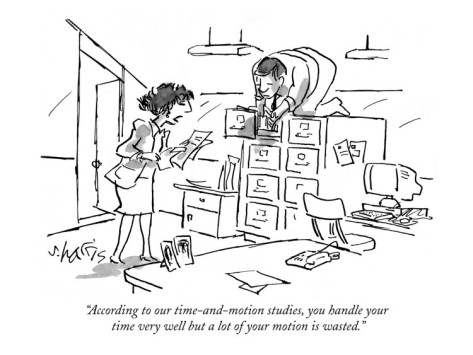 S. harris
“According to our time-and-motion studies, you handle your
time very well but a lot of your motion is wasted.”